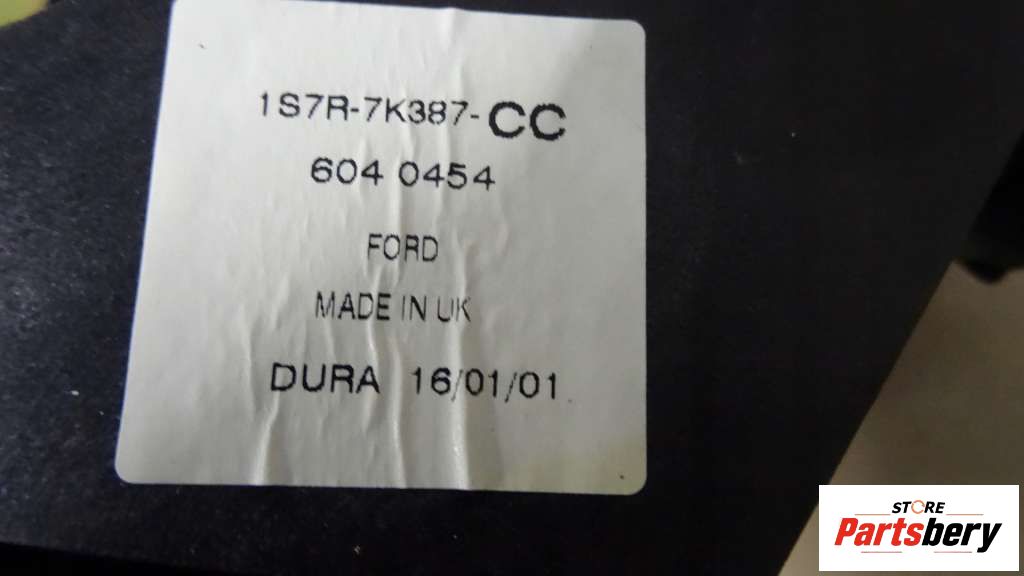 1S7R-7K387-CC
604 0454
FORD
MADE IN UK
DURA 16/01/01
STORE
Partsbery